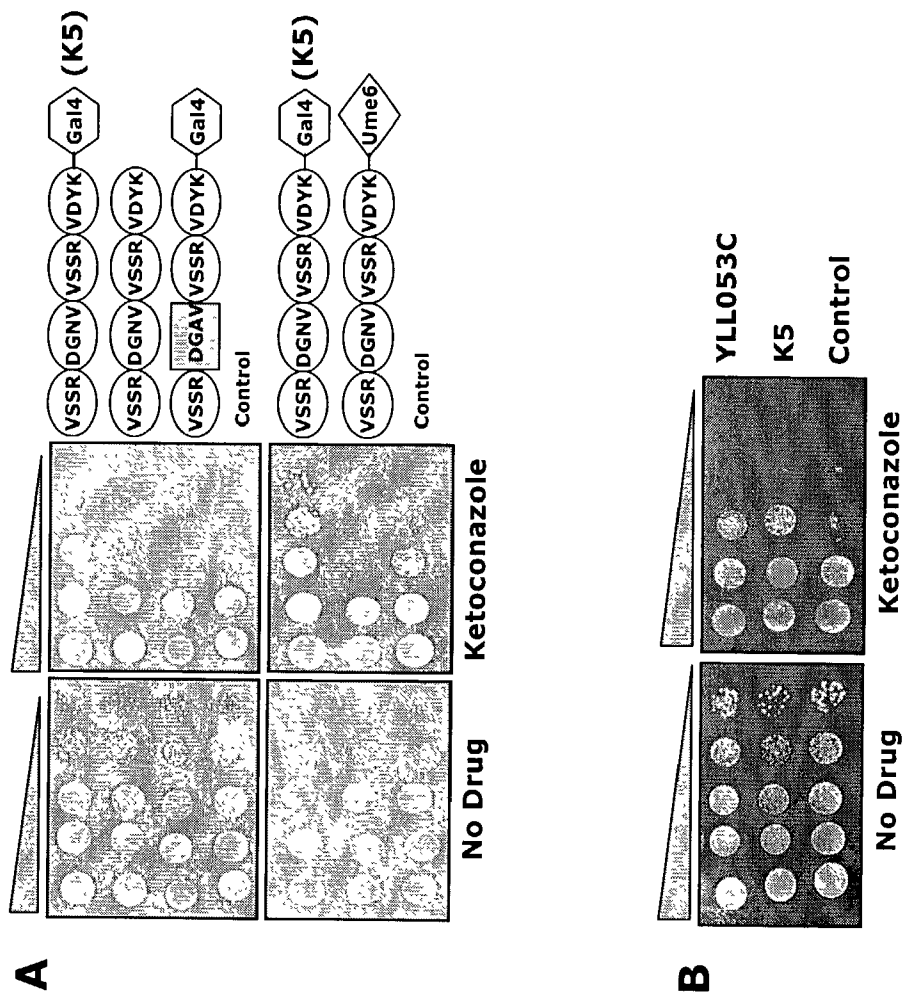 A
VSSR DGNV VSSR VDYK Gal4 (K5)
VSSR DGNV VSSR VDYK
VSSR DGAV VSSR VDYK Gal4
Control
VSSR DGNV VSSR VDYK Gal4 (K5)
VSSR DGNV VSSR VDYK Ume6
Control
No Drug Ketoconazole
B
YLL053C
K5
Control
No Drug Ketoconazole